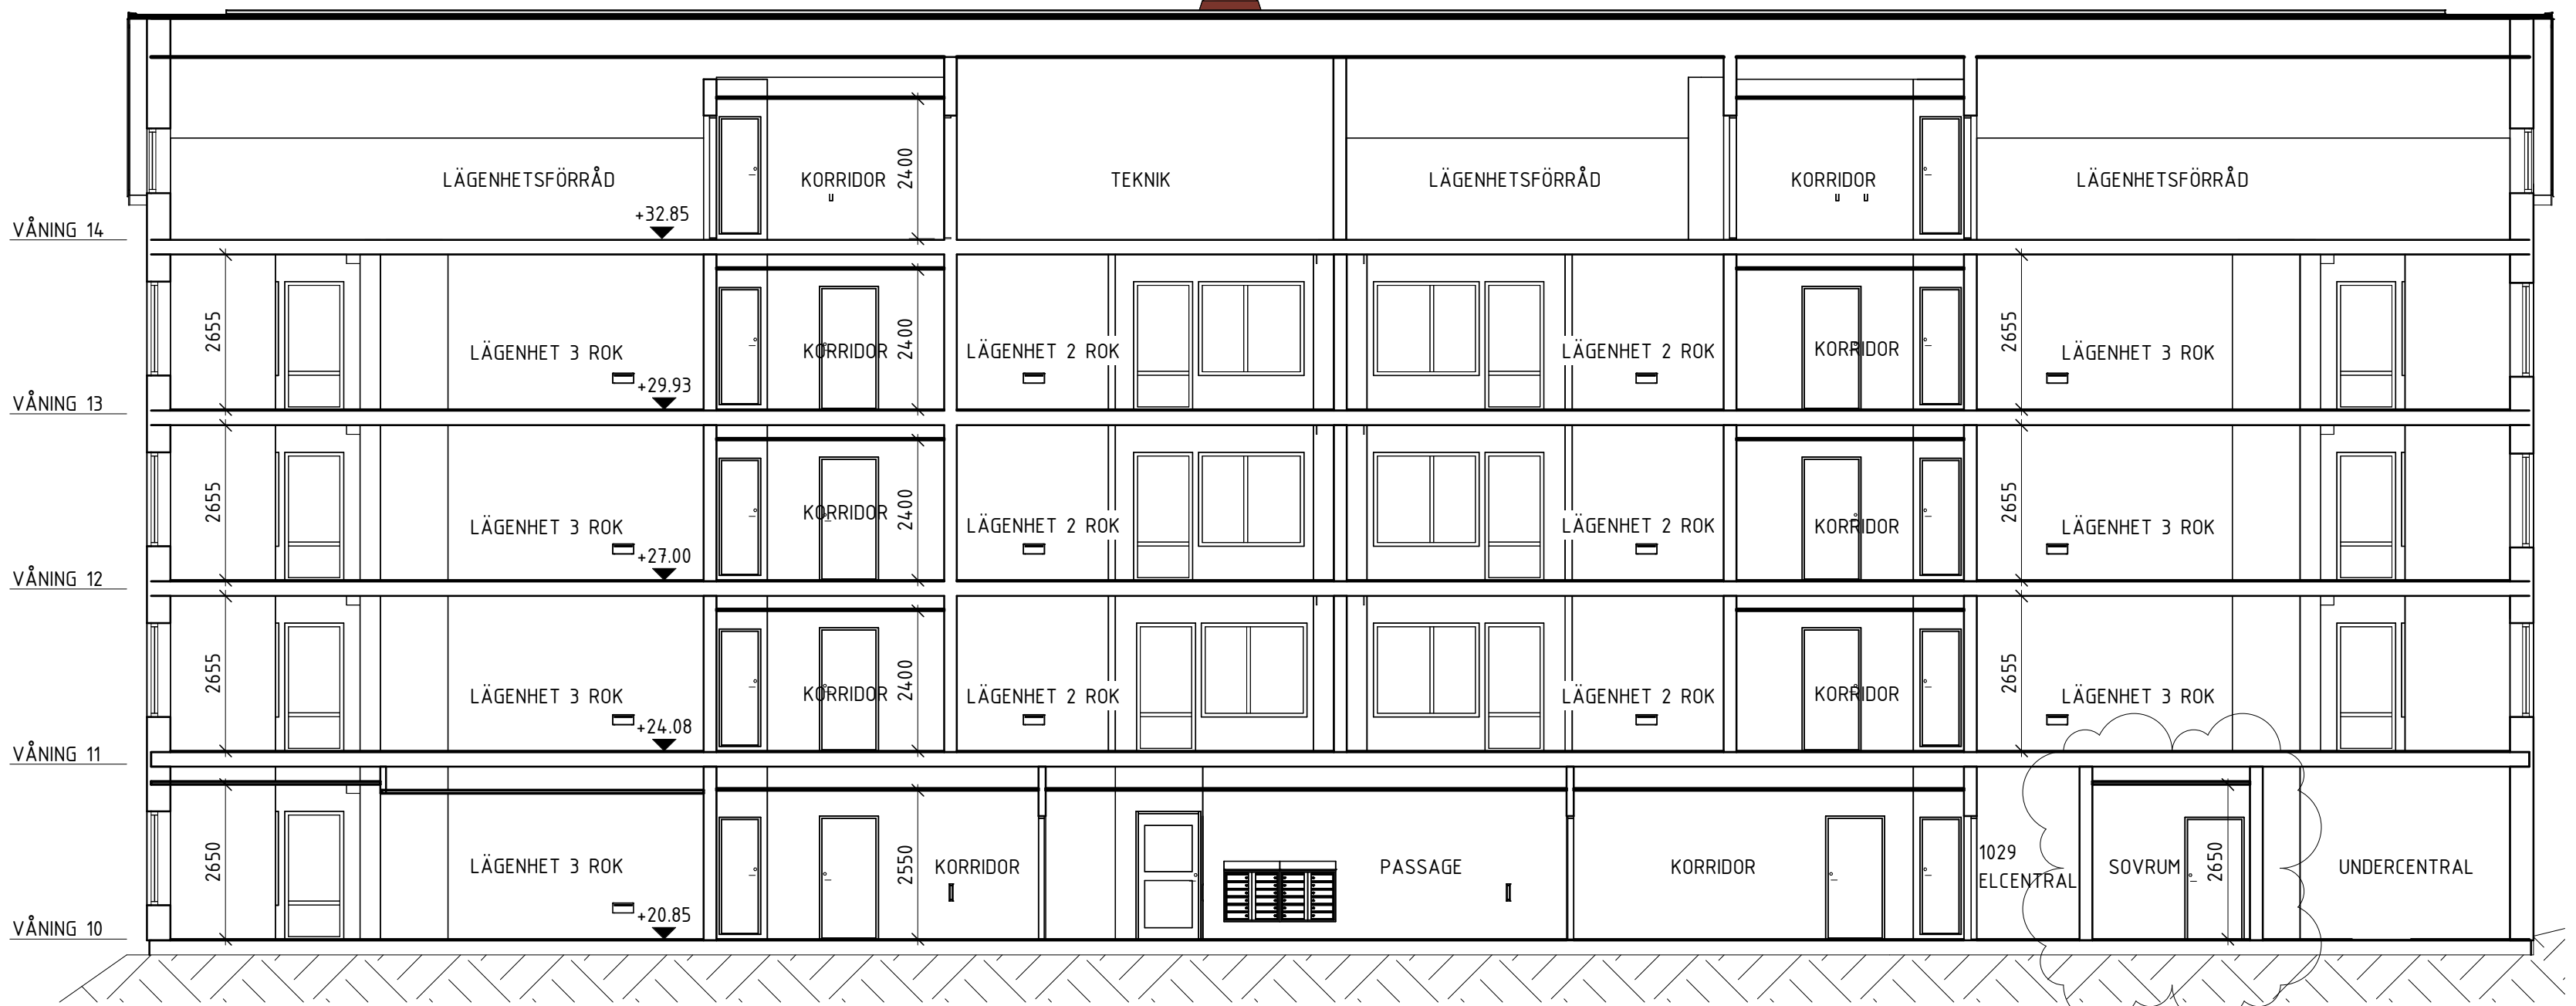 LÄGENHETSFÖRRÅD
KORRIDOR
2400
TEKNIK
LÄGENHETSFÖRRÅD
KORRIDOR
LÄGENHETSFÖRRÅD
+32.85
VÅNING 14
2655
LÄGENHET 3 ROK
KORRIDOR
2400
LÄGENHET 2 ROK
LÄGENHET 2 ROK
KORRIDOR
2655
LÄGENHET 3 ROK
+29.93
VÅNING 13
2655
LÄGENHET 3 ROK
KORRIDOR
2400
LÄGENHET 2 ROK
LÄGENHET 2 ROK
KORRIDOR
2655
LÄGENHET 3 ROK
+27.00
VÅNING 12
2655
LÄGENHET 3 ROK
KORRIDOR
2400
LÄGENHET 2 ROK
LÄGENHET 2 ROK
KORRIDOR
2655
LÄGENHET 3 ROK
+24.08
VÅNING 11
2650
LÄGENHET 3 ROK
2550
KORRIDOR
PASSAGE
KORRIDOR
1029
ELCENTRAL
SOVRUM
2650
UNDERCENTRAL
+20.85
VÅNING 10